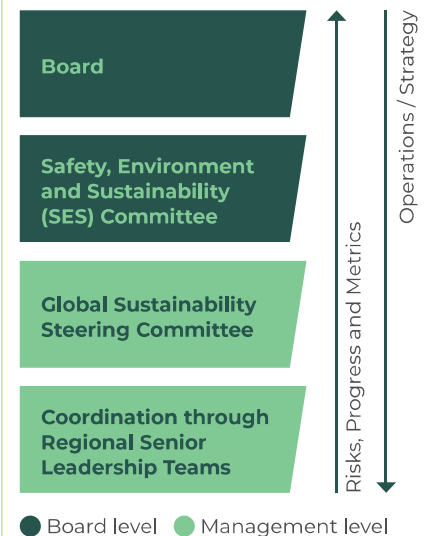 Board
Safety, Environment
and Sustainability
(SES) Committee
Global Sustainability
Steering Committee
Coordination through
Regional Senior
Leadership Teams
Risks, Progress and Metrics
Operations / Strategy
Board level
Management level